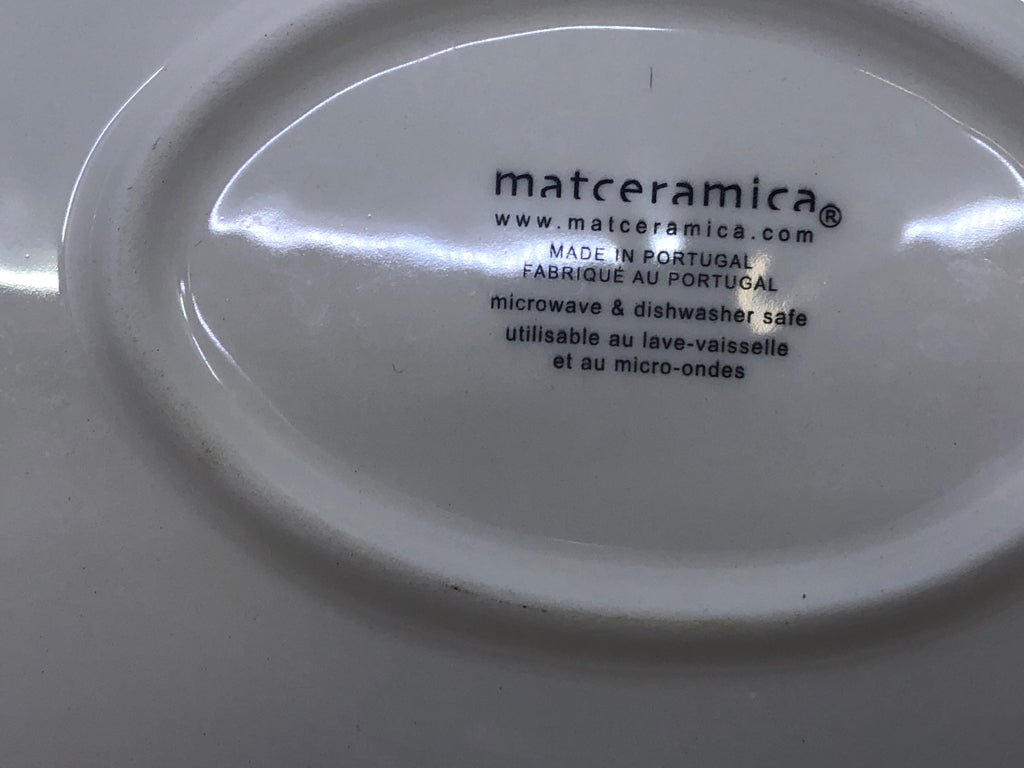 matceramica®
www.matceramica.com
MADE IN PORTUGAL
FABRIQUÉ AU PORTUGAL
microwave & dishwasher safe
utilisable au lave-vaisselle
et au micro-ondes